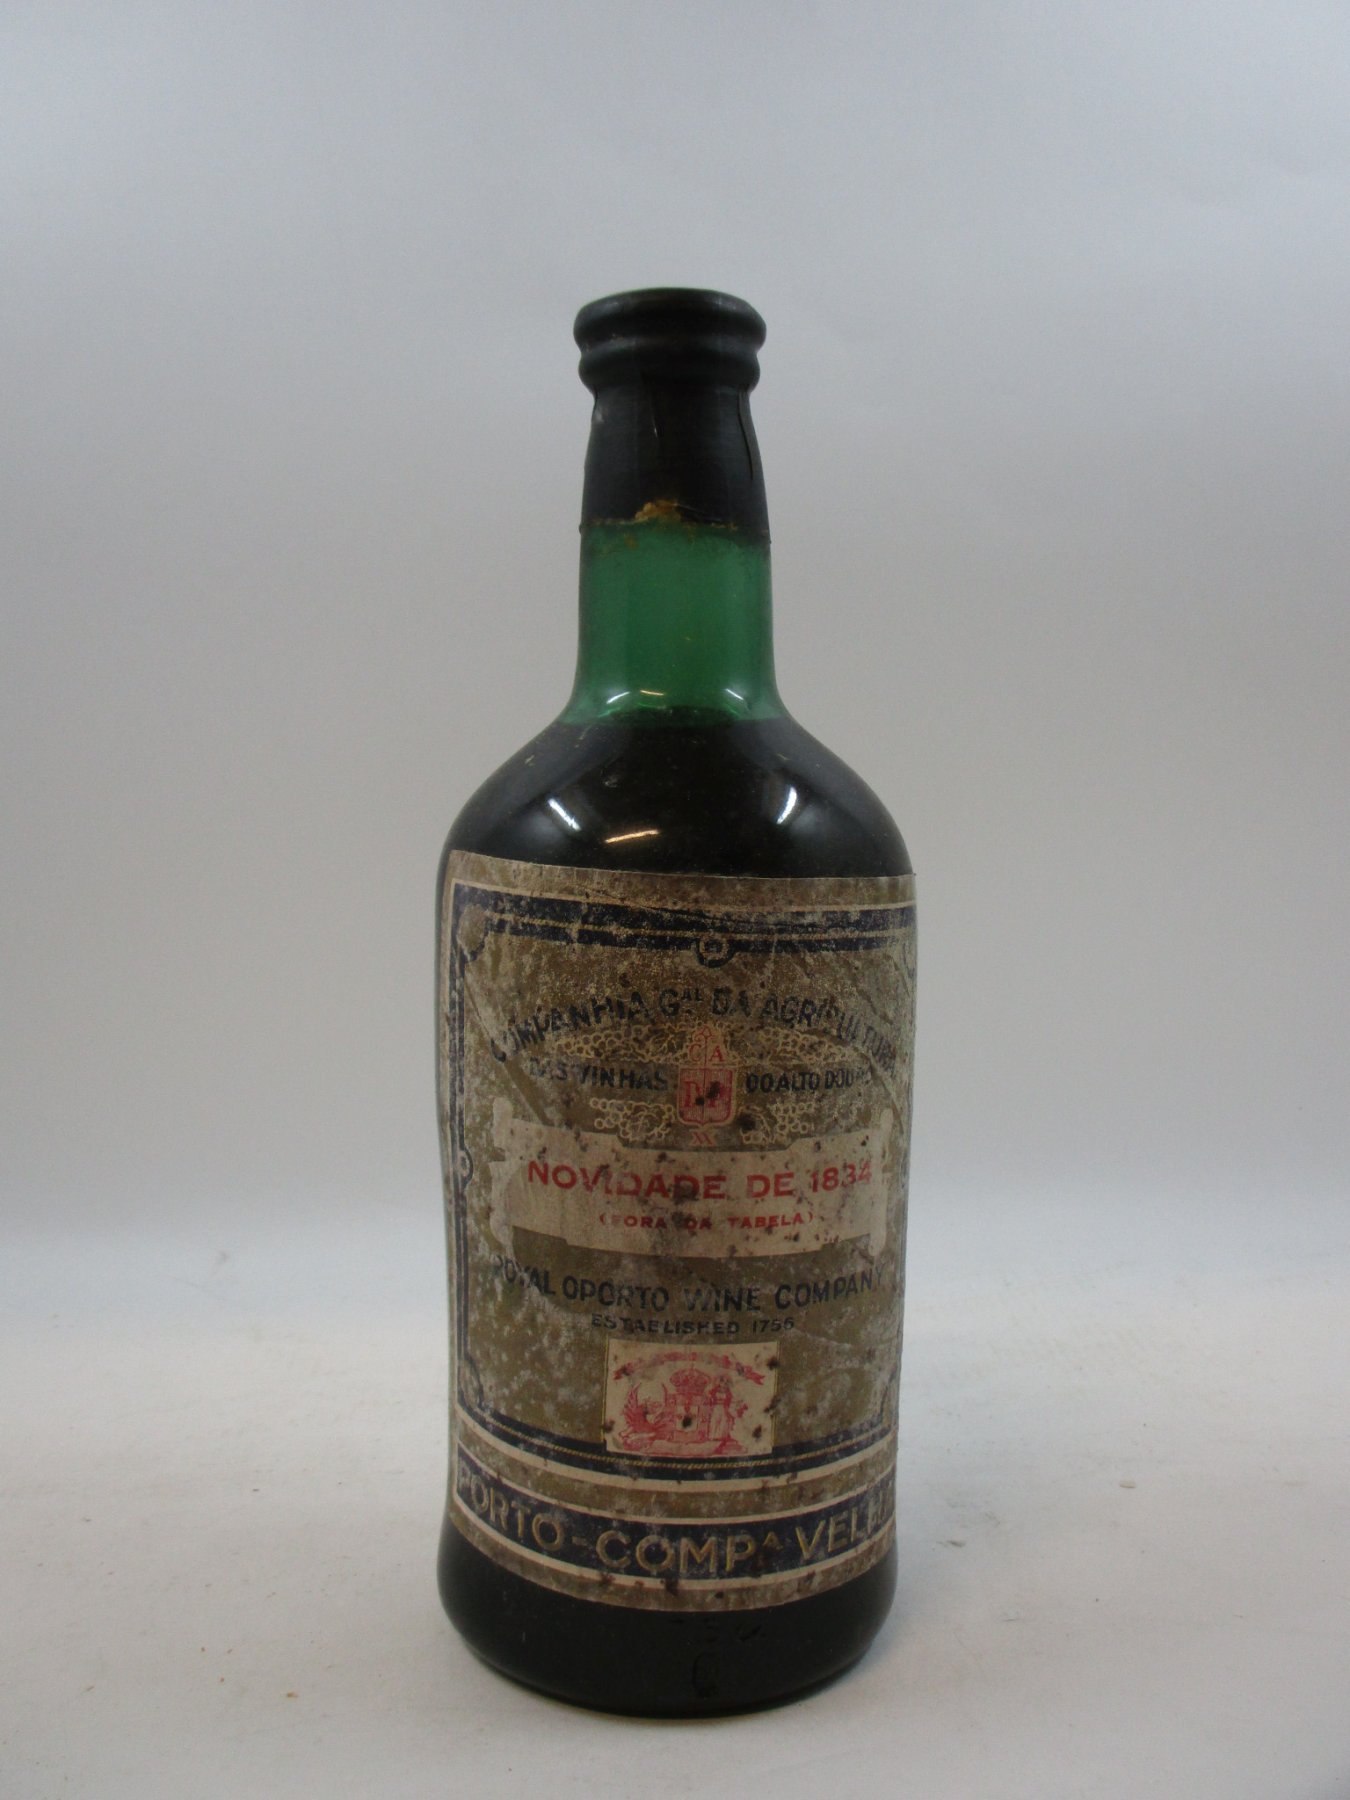 COMPANHIA Gᴬᴸ DA AGRICULTURA
DAS VINHAS DO ALTO DOURO
C A
NOVIDADE DE 1834
(FORA DA TABELA)
ROYAL OPORTO WINE COMPANY
ESTABLISHED 1756
PORTO-COMPᴬ VELHA